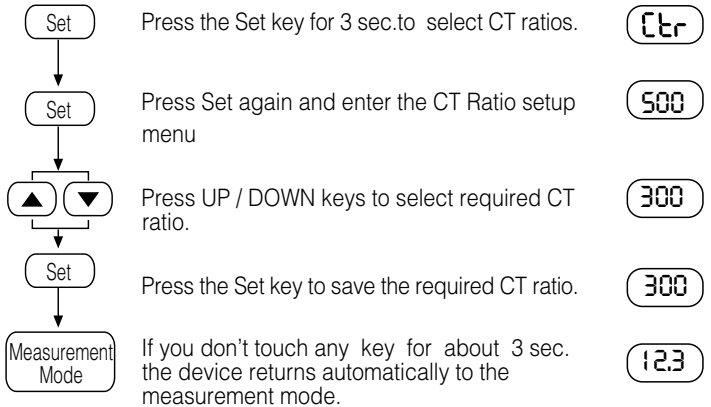 Set
Press the Set key for 3 sec.to select CT ratios.
Ctr
Set
Press Set again and enter the CT Ratio setup
menu
500
Press UP / DOWN keys to select required CT
ratio.
300
Set
Press the Set key to save the required CT ratio.
300
Measurement
Mode
If you don't touch any key for about 3 sec.
the device returns automatically to the
measurement mode.
12.3